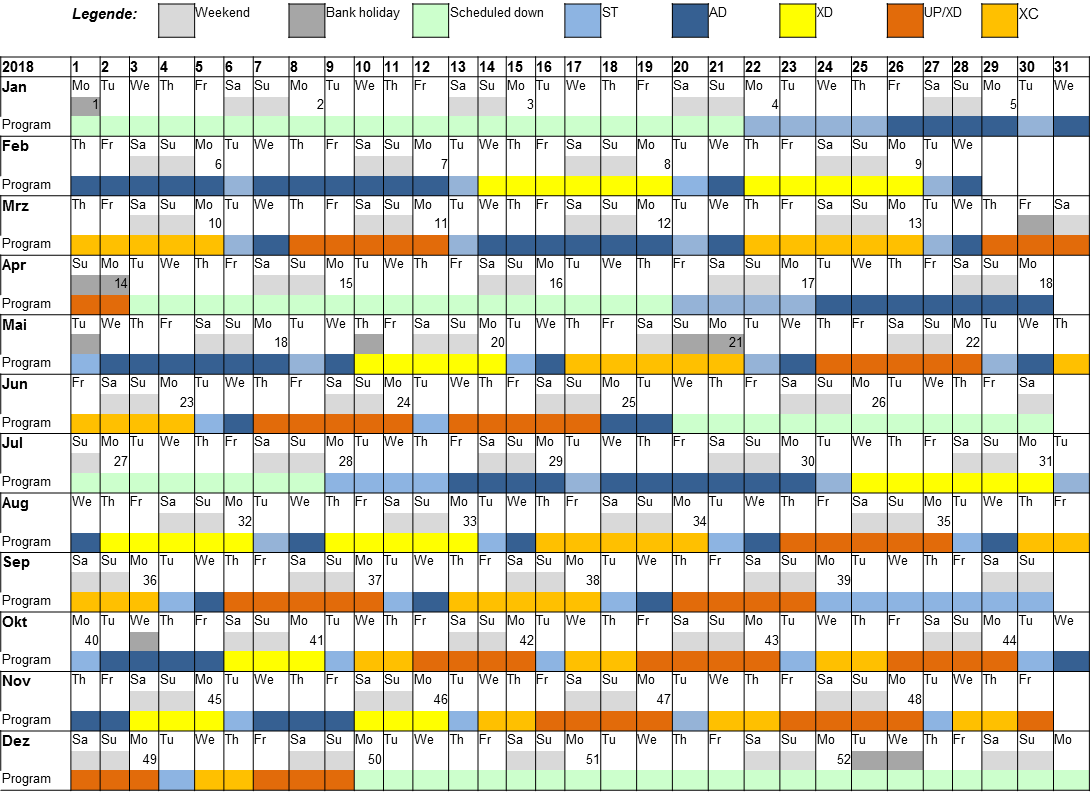 Legende: Weekend Bank holiday Scheduled down ST AD XD UP/XD XC
2018 1 2 3 4 5 6 7 8 9 10 11 12 13 14 15 16 17 18 19 20 21 22 23 24 25 26 27 28 29 30 31
Jan Mo Tu We Th Fr Sa Su Mo Tu We Th Fr Sa Su Mo Tu We Th Fr Sa Su Mo Tu We Th Fr Sa Su Mo Tu We
1 2 3 4 5
Program
Feb Th Fr Sa Su Mo Tu We Th Fr Sa Su Mo Tu We Th Fr Sa Su Mo Tu We Th Fr Sa Su Mo Tu We
6 7 8 9
Program
Mrz Th Fr Sa Su Mo Tu We Th Fr Sa Su Mo Tu We Th Fr Sa Su Mo Tu We Th Fr Sa Su Mo Tu We Th Fr Sa
10 11 12 13
Program
Apr Su Mo Tu We Th Fr Sa Su Mo Tu We Th Fr Sa Su Mo Tu We Th Fr Sa Su Mo Tu We Th Fr Sa Su Mo
14 15 16 17 18
Program
Mai Tu We Th Fr Sa Su Mo Tu We Th Fr Sa Su Mo Tu We Th Fr Sa Su Mo Tu We Th Fr Sa Su Mo Tu We Th
18 20 21 22
Program
Jun Fr Sa Su Mo Tu We Th Fr Sa Su Mo Tu We Th Fr Sa Su Mo Tu We Th Fr Sa Su Mo Tu We Th Fr Sa
23 24 25 26
Program
Jul Su Mo Tu We Th Fr Sa Su Mo Tu We Th Fr Sa Su Mo Tu We Th Fr Sa Su Mo Tu We Th Fr Sa Su Mo Tu
27 28 29 30 31
Program
Aug We Th Fr Sa Su Mo Tu We Th Fr Sa Su Mo Tu We Th Fr Sa Su Mo Tu We Th Fr Sa Su Mo Tu We Th Fr
32 33 34 35
Program
Sep Sa Su Mo Tu We Th Fr Sa Su Mo Tu We Th Fr Sa Su Mo Tu We Th Fr Sa Su Mo Tu We Th Fr Sa Su
36 37 38 39
Program
Okt Mo Tu We Th Fr Sa Su Mo Tu We Th Fr Sa Su Mo Tu We Th Fr Sa Su Mo Tu We Th Fr Sa Su Mo Tu We
40 41 42 43 44
Program
Nov Th Fr Sa Su Mo Tu We Th Fr Sa Su Mo Tu We Th Fr Sa Su Mo Tu We Th Fr Sa Su Mo Tu We Th Fr
45 46 47 48
Program
Dez Sa Su Mo Tu We Th Fr Sa Su Mo Tu We Th Fr Sa Su Mo Tu We Th Fr Sa Su Mo Tu We Th Fr Sa Su Mo
49 50 51 52
Program